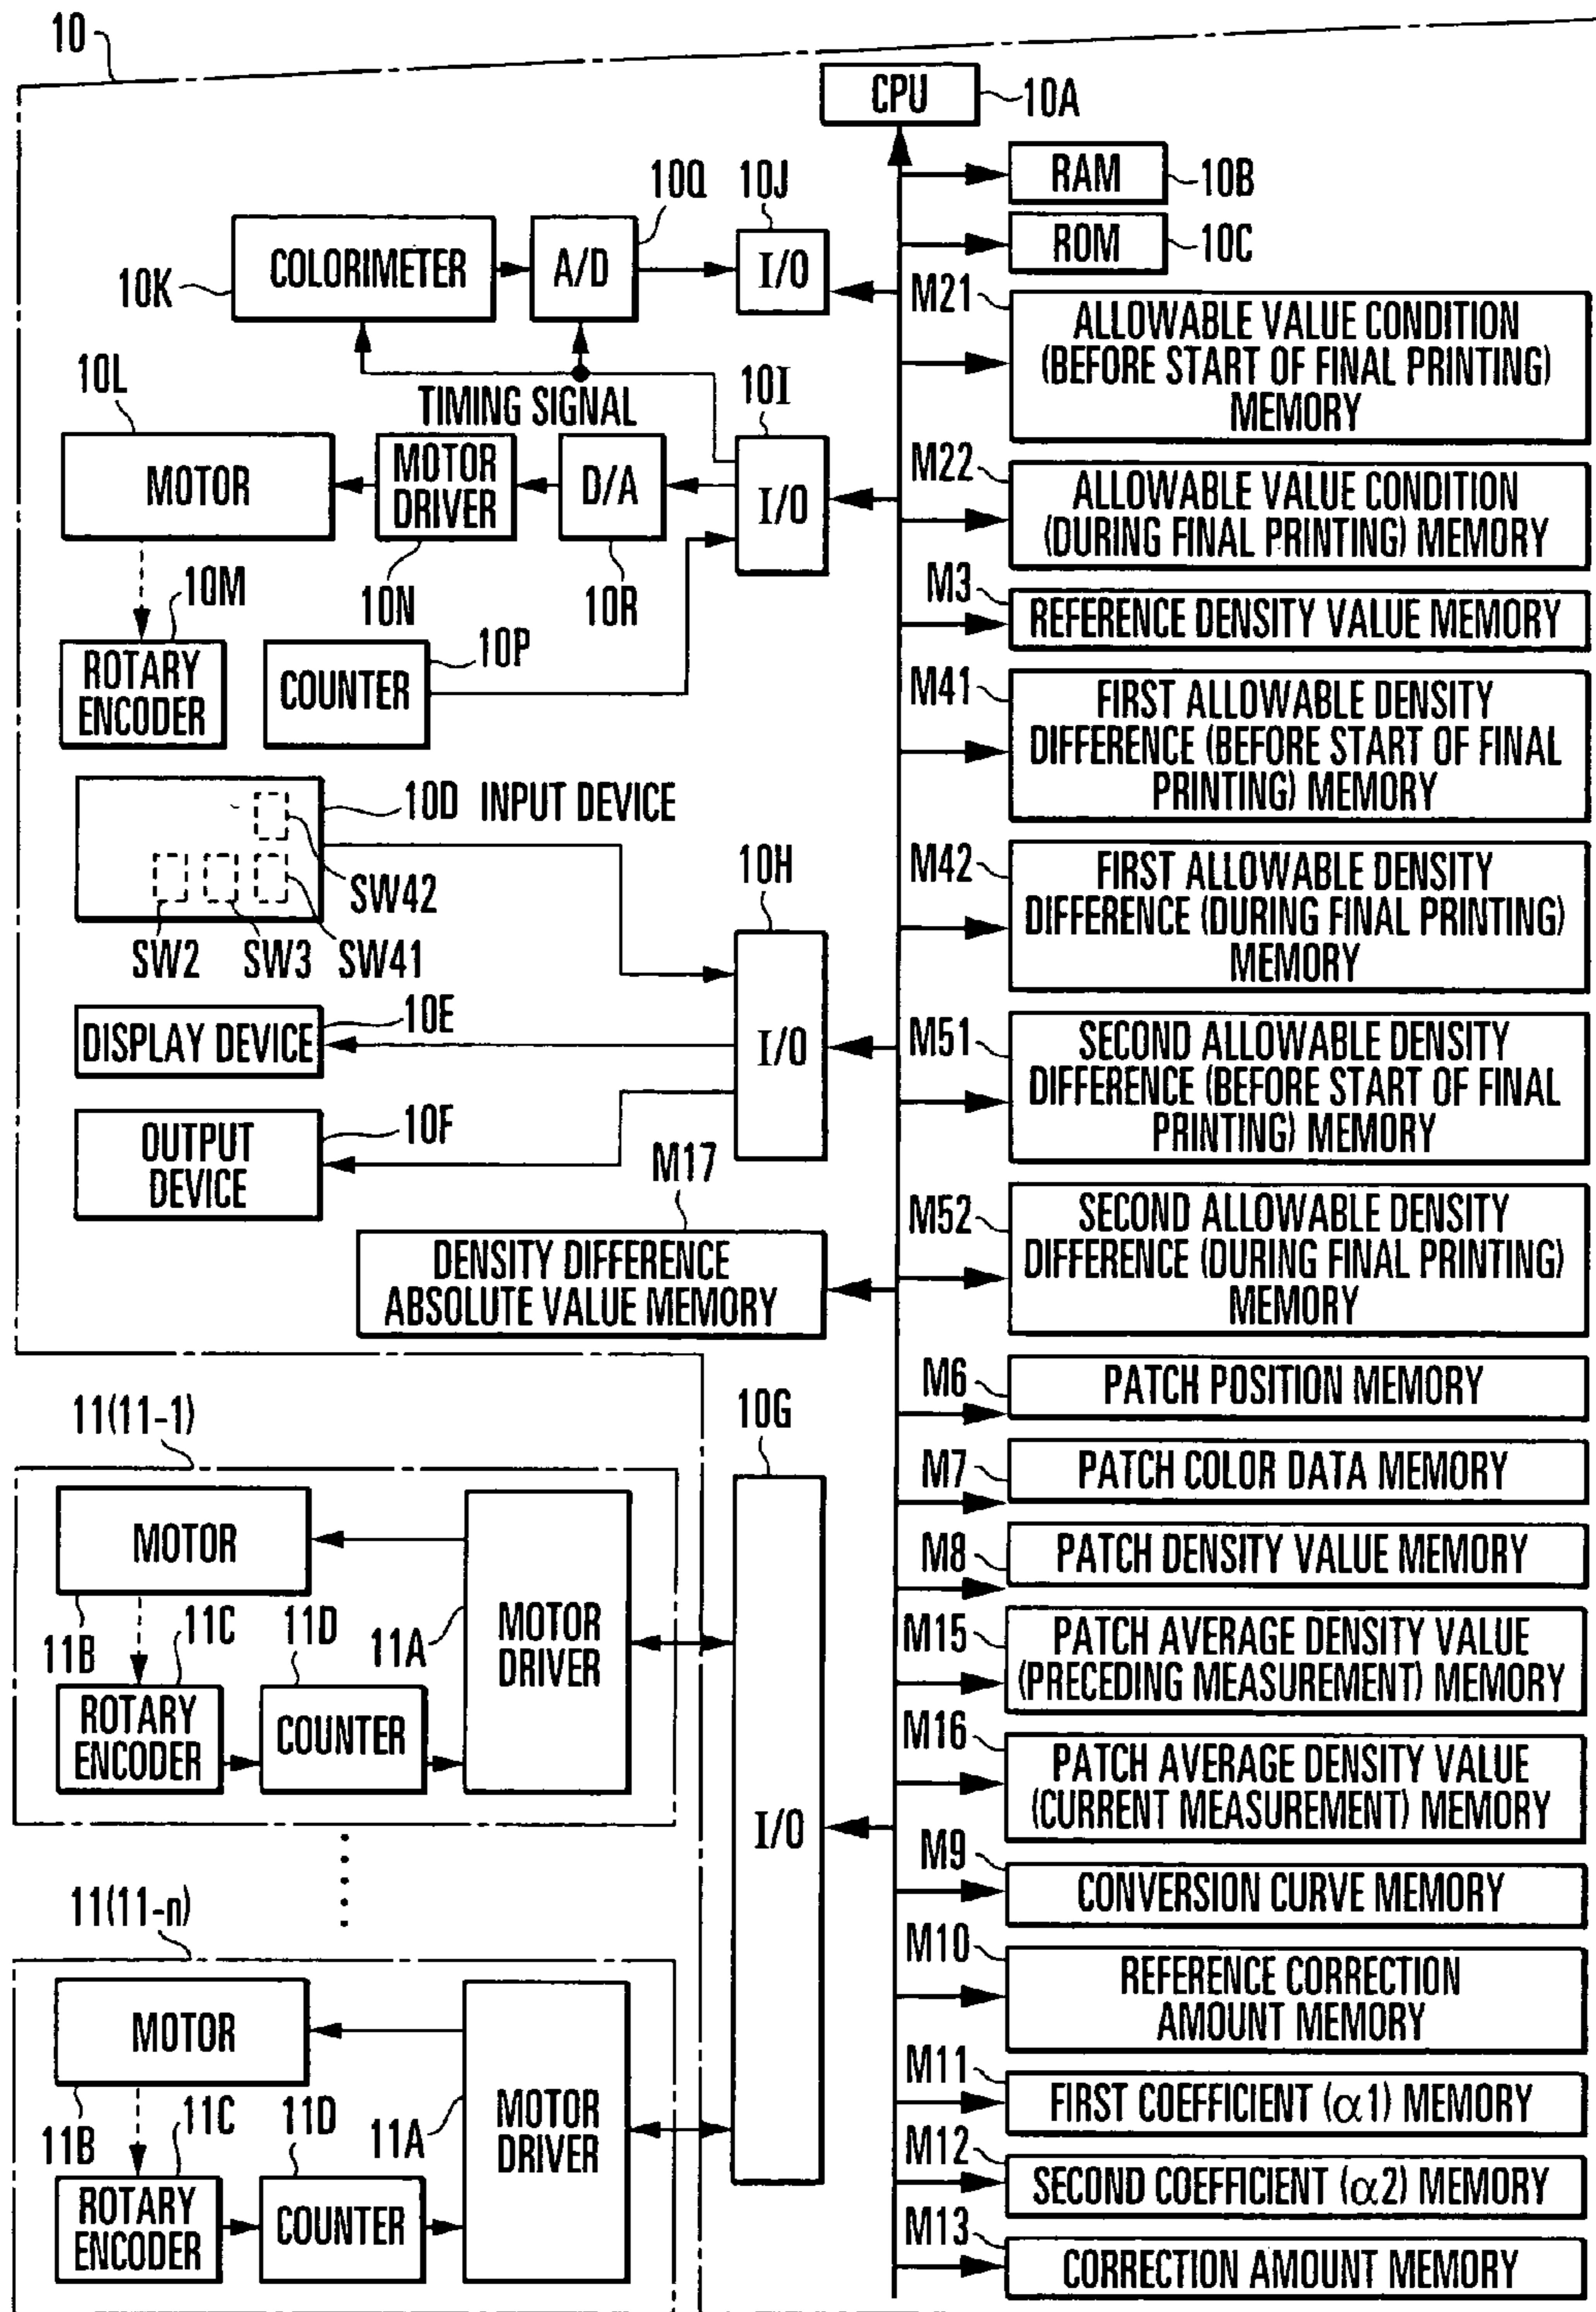 10
CPU
10A
RAM
10B
ROM
10C
10Q
10J
COLORIMETER
A/D
I/O
10K
TIMING SIGNAL
10L
10I
MOTOR
MOTOR
DRIVER
D/A
I/O
10M
10N
10R
ROTARY
ENCODER
10P
COUNTER
10D INPUT DEVICE
SW42
SW2
SW3
SW41
10H
I/O
10E
DISPLAY DEVICE
10F
OUTPUT
DEVICE
M17
DENSITY DIFFERENCE
ABSOLUTE VALUE MEMORY
M21
ALLOWABLE VALUE CONDITION
(BEFORE START OF FINAL PRINTING)
MEMORY
M22
ALLOWABLE VALUE CONDITION
(DURING FINAL PRINTING) MEMORY
M3
REFERENCE DENSITY VALUE MEMORY
M41
FIRST ALLOWABLE DENSITY
DIFFERENCE (BEFORE START OF FINAL
PRINTING) MEMORY
M42
FIRST ALLOWABLE DENSITY
DIFFERENCE (DURING FINAL PRINTING)
MEMORY
M51
SECOND ALLOWABLE DENSITY
DIFFERENCE (BEFORE START OF FINAL
PRINTING) MEMORY
M52
SECOND ALLOWABLE DENSITY
DIFFERENCE (DURING FINAL PRINTING)
MEMORY
M6
PATCH POSITION MEMORY
M7
PATCH COLOR DATA MEMORY
M8
PATCH DENSITY VALUE MEMORY
M15
PATCH AVERAGE DENSITY VALUE
(PRECEDING MEASUREMENT) MEMORY
M16
PATCH AVERAGE DENSITY VALUE
(CURRENT MEASUREMENT) MEMORY
M9
CONVERSION CURVE MEMORY
M10
REFERENCE CORRECTION
AMOUNT MEMORY
M11
FIRST COEFFICIENT (α1) MEMORY
M12
SECOND COEFFICIENT (α2) MEMORY
M13
CORRECTION AMOUNT MEMORY
11(11-1)
10G
I/O
MOTOR
MOTOR
DRIVER
11B
11C
11D
11A
ROTARY
ENCODER
COUNTER
11(11-n)
MOTOR
MOTOR
DRIVER
11B
11C
11D
11A
ROTARY
ENCODER
COUNTER